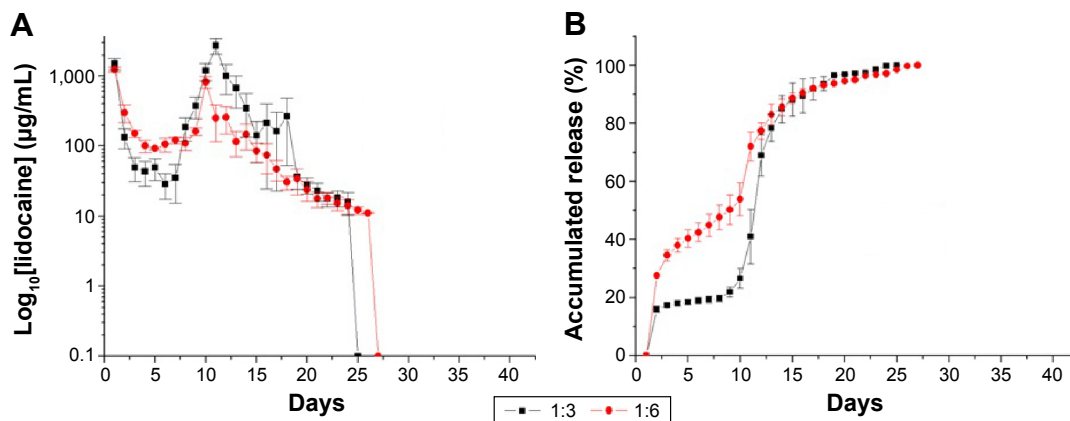 A
Log₁₀[lidocaine] (µg/mL)
1,000
100
10
1
0.1
0 5 10 15 20 25 30 35 40
Days
B
Accumulated release (%)
100
80
60
40
20
0
0 5 10 15 20 25 30 35 40
Days
1:3 1:6